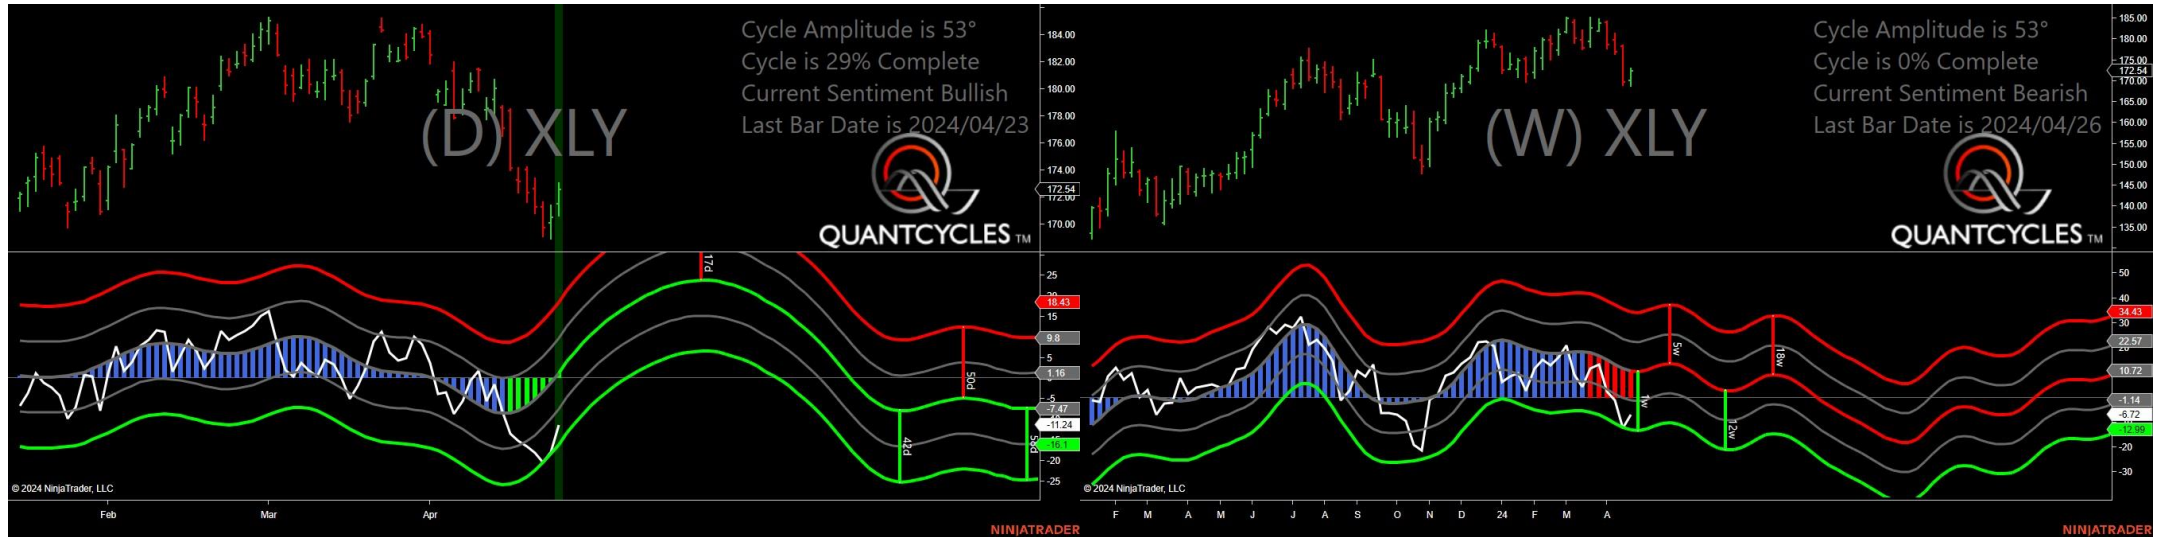 Cycle Amplitude is 53°
Cycle is 29% Complete
Current Sentiment Bullish
Last Bar Date is 2024/04/23
(D) XLY
QUANTCYCLES TM
184.00
182.00
180.00
178.00
176.00
174.00
172.54
172.00
170.00
17d
25
18.43
15
9.8
5
1.16
-5
-7.47
-11.24
-16.1
-20
-25
50d
42d
58d
© 2024 NinjaTrader, LLC
Feb Mar Apr
NINJATRADER
Cycle Amplitude is 53°
Cycle is 0% Complete
Current Sentiment Bearish
Last Bar Date is 2024/04/26
(W) XLY
QUANTCYCLES TM
185.00
180.00
175.00
172.54
170.00
165.00
160.00
155.00
150.00
145.00
140.00
135.00
50
40
34.43
30
22.57
10.72
-1.14
-6.72
-12.99
-20
-30
5w
18w
1w
12w
© 2024 NinjaTrader, LLC
F M A M J J A S O N D 24 F M A
NINJATRADER